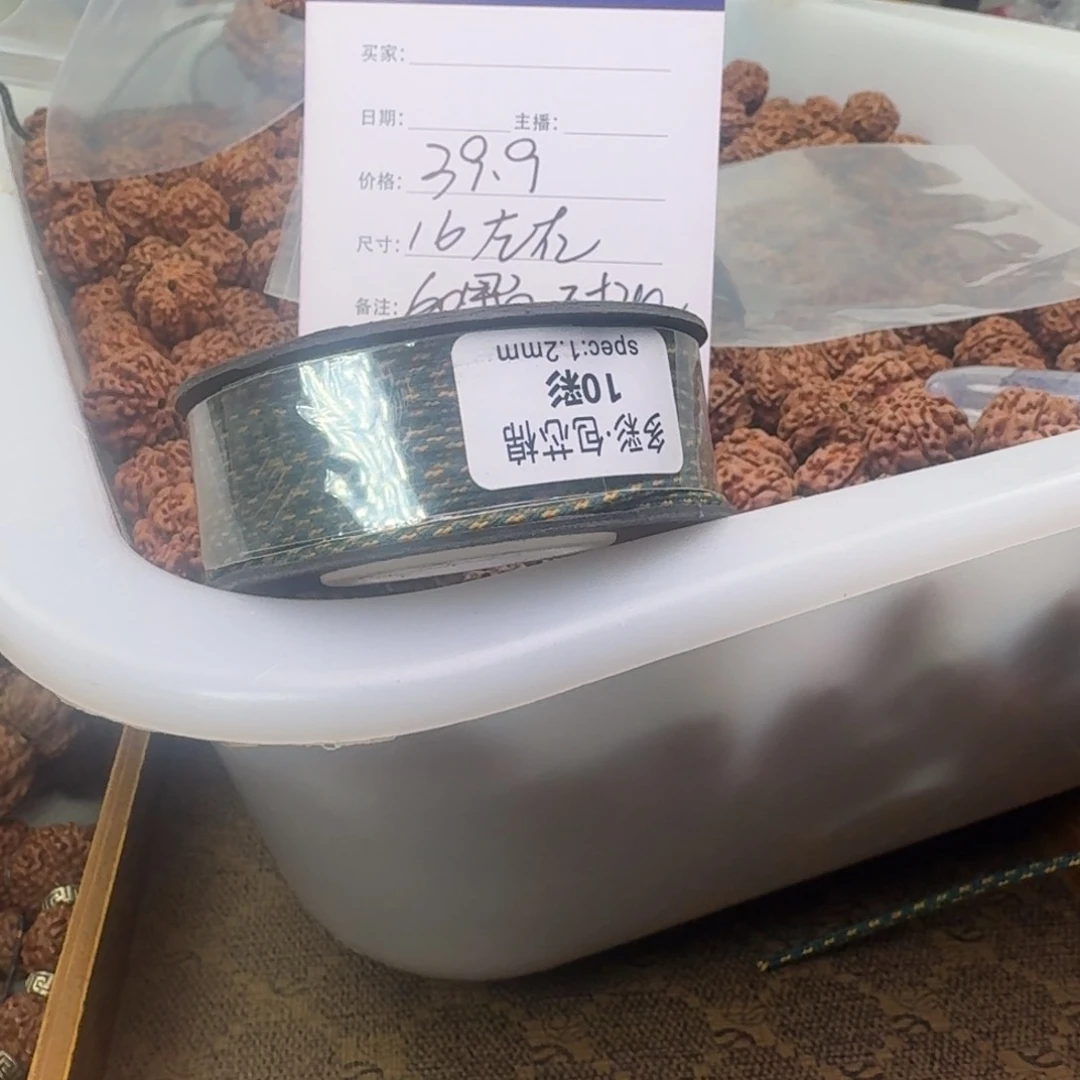 买家:
日期: 主播:
价格: 39.9
尺寸: 16左右
备注:
多彩·包芯棉
10彩
spec:1.2mm